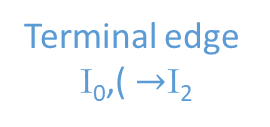 Terminal edge
I₀,( →I₂